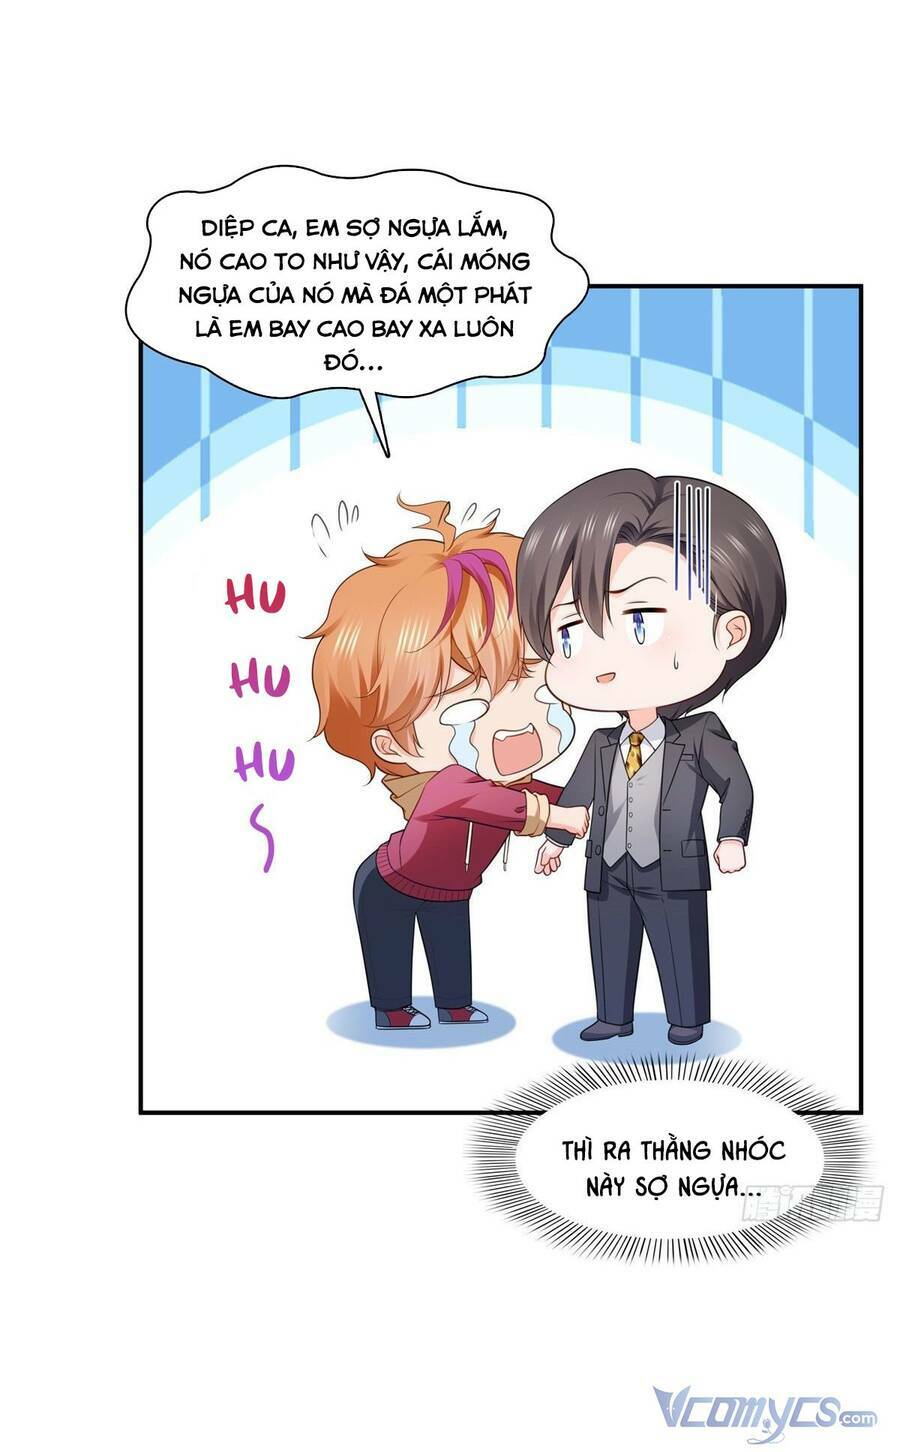 DIỆP CA, EM SỢ NGỰA LẮM,
NÓ CAO TO NHƯ VẬY, CÁI MÓNG
NGỰA CỦA NÓ MÀ ĐÁ MỘT PHÁT
LÀ EM BAY CAO BAY XA LUÔN
ĐÓ...
HU
HU
HU~
THÌ RA THẰNG NHÓC
NÀY SỢ NGỰA...
VCOMYCS.com